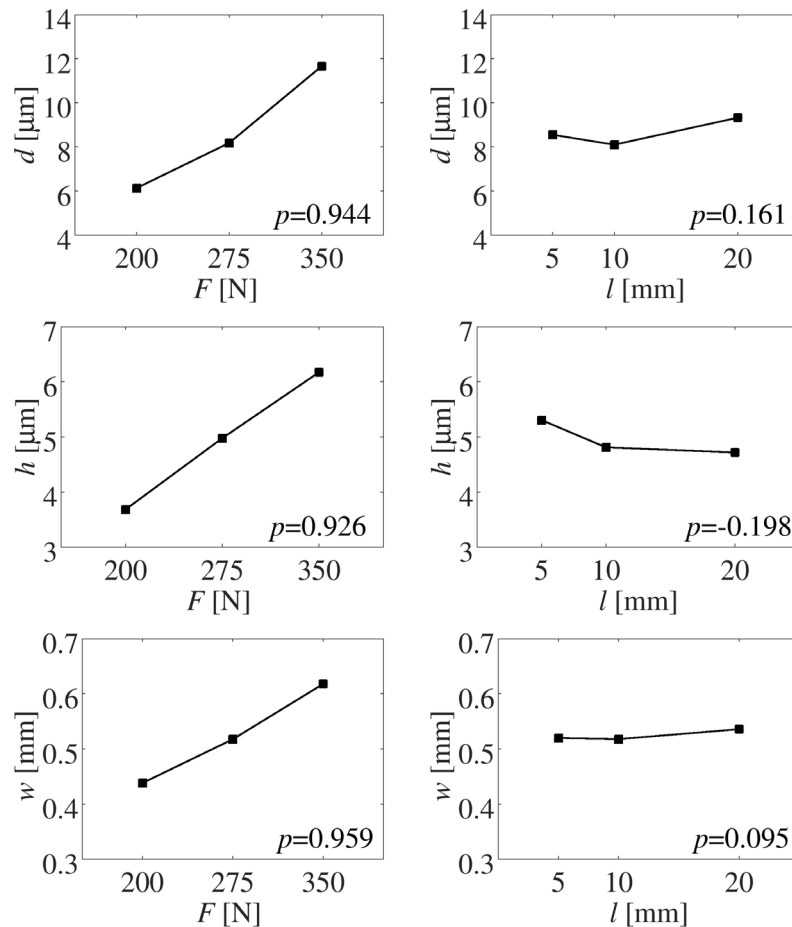 14
12
10
8
6
4
d [µm]
p=0.944
200 275 350
F [N]
14
12
10
8
6
4
d [µm]
p=0.161
5 10 20
l [mm]
7
6
5
4
3
h [µm]
p=0.926
200 275 350
F [N]
7
6
5
4
3
h [µm]
p=-0.198
5 10 20
l [mm]
0.7
0.6
0.5
0.4
0.3
w [mm]
p=0.959
200 275 350
F [N]
0.7
0.6
0.5
0.4
0.3
w [mm]
p=0.095
5 10 20
l [mm]